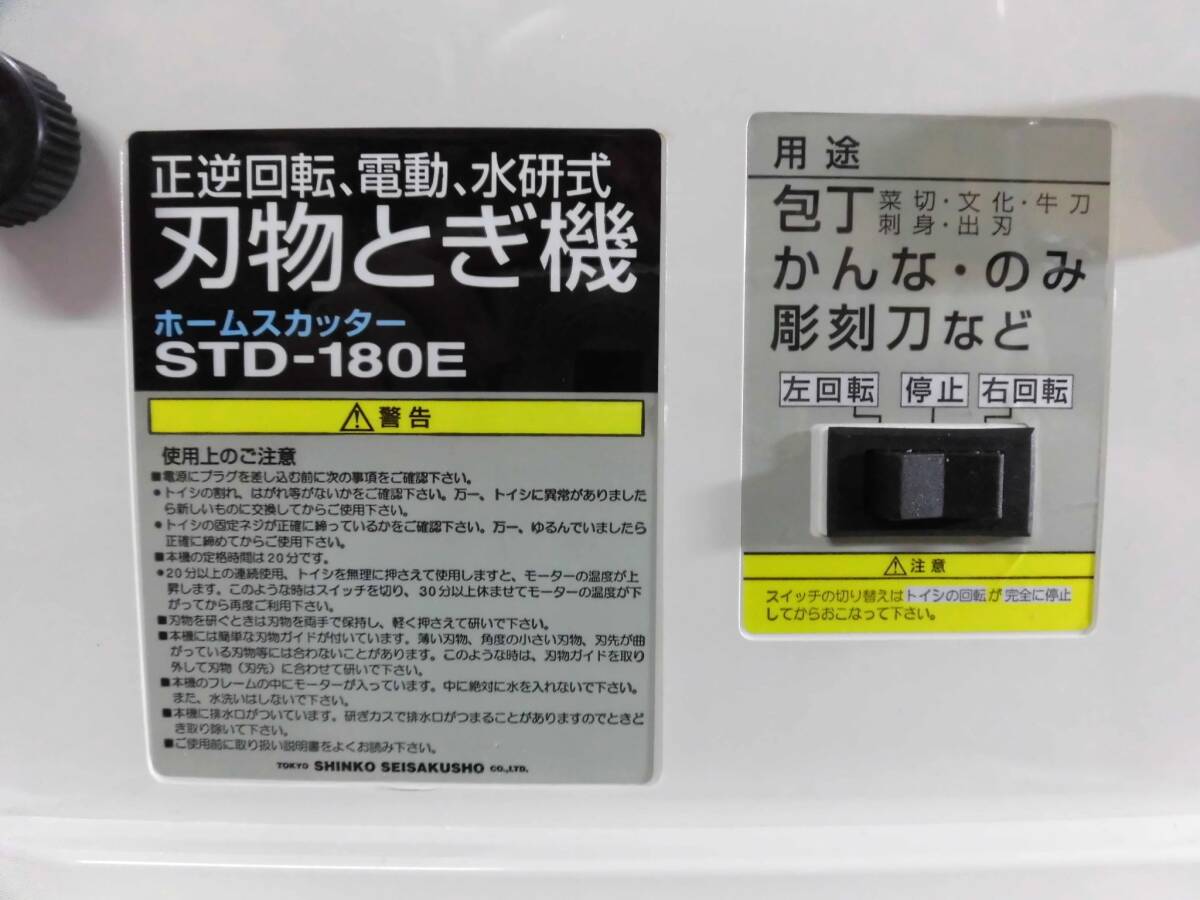 正逆回転、電動、水研式
刃物とぎ機
ホームスカッター
STD-180E
警告
使用上のご注意
■電源にプラグを差し込む前に次の事項をご確認下さい。
●トイシの割れ、はがれ等がないかをご確認下さい。万一、トイシに異常がありました
ら新しいものに交換してからご使用下さい。
●トイシの固定ネジが正確に締っているかをご確認下さい。万一、ゆるんでいましたら
正確に締めてからご使用下さい。
■本機の定格時間は20分です。
●20分以上の連続使用、トイシを無理に押さえて使用しますと、モーターの温度が上
昇します。このような時はスイッチを切り、30分以上休ませてモーターの温度が下
がってから再度ご利用下さい。
■刃物を研ぐときは刃物を両手で保持し、軽く押さえて研いで下さい。
■本機には簡単な刃物ガイドが付いています。薄い刃物、角度の小さい刃物、刃先が曲
がっている刃物等には合わないことがあります。このような時は、刃物ガイドを取り
外して刃物（刃先）に合わせて研いで下さい。
■本機のフレームの中にモーターが入っています。中に絶対に水を入れないで下さい。
また、水洗いはしないで下さい。
■本機に排水口がついています。研ぎカスで排水口がつまることがありますのでときど
き取り除いて下さい。
■ご使用前に取り扱い説明書をよくお読み下さい。
TOKYO SHINKO SEISAKUSHO CO.,LTD.
用途
包丁 菜切・文化・牛刀
刺身・出刃
かんな・のみ
彫刻刀など
左回転 停止 右回転
注意
スイッチの切り替えはトイシの回転が完全に停止
してからおこなって下さい。